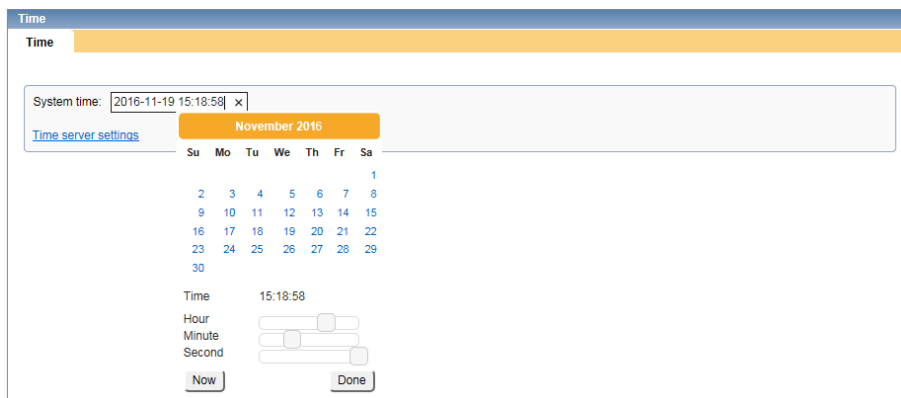 Time
Time
System time: 2016-11-19 15:18:58 ×
Time server settings
November 2016
Su Mo Tu We Th Fr Sa
1
2 3 4 5 6 7 8
9 10 11 12 13 14 15
16 17 18 19 20 21 22
23 24 25 26 27 28 29
30
Time 15:18:58
Hour
Minute
Second
Now Done